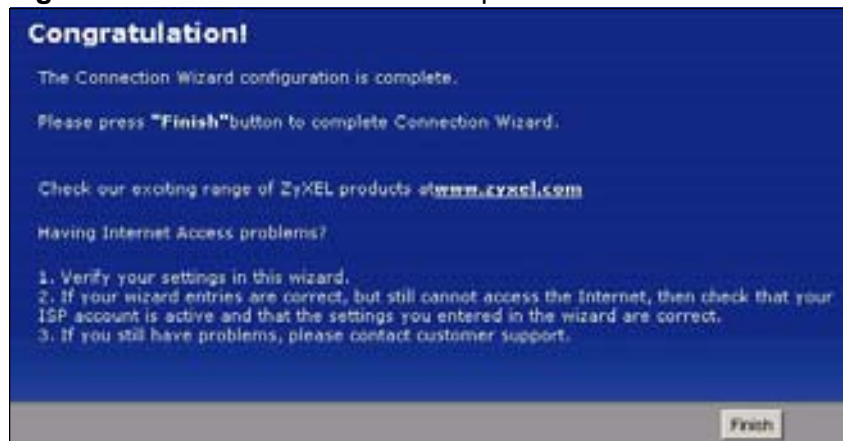 Congratulation!
The Connection Wizard configuration is complete.
Please press "Finish"button to complete Connection Wizard.
Check our exciting range of ZyXEL products atwww.zyxel.com
Having Internet Access problems?
1. Verify your settings in this wizard.
2. If your wizard entries are correct, but still cannot access the Internet, then check that your
ISP account is active and that the settings you entered in the wizard are correct.
3. If you still have problems, please contact customer support.
Finish